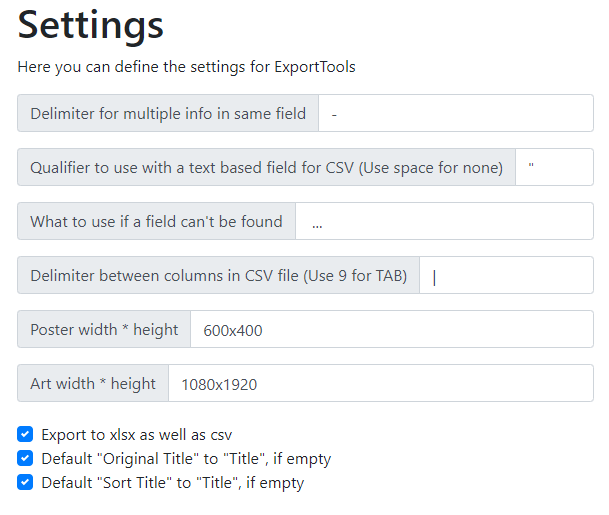 Settings
Here you can define the settings for ExportTools
Delimiter for multiple info in same field -
Qualifier to use with a text based field for CSV (Use space for none) "
What to use if a field can't be found ...
Delimiter between columns in CSV file (Use 9 for TAB) |
Poster width * height 600x400
Art width * height 1080x1920
Export to xlsx as well as csv
Default "Original Title" to "Title", if empty
Default "Sort Title" to "Title", if empty